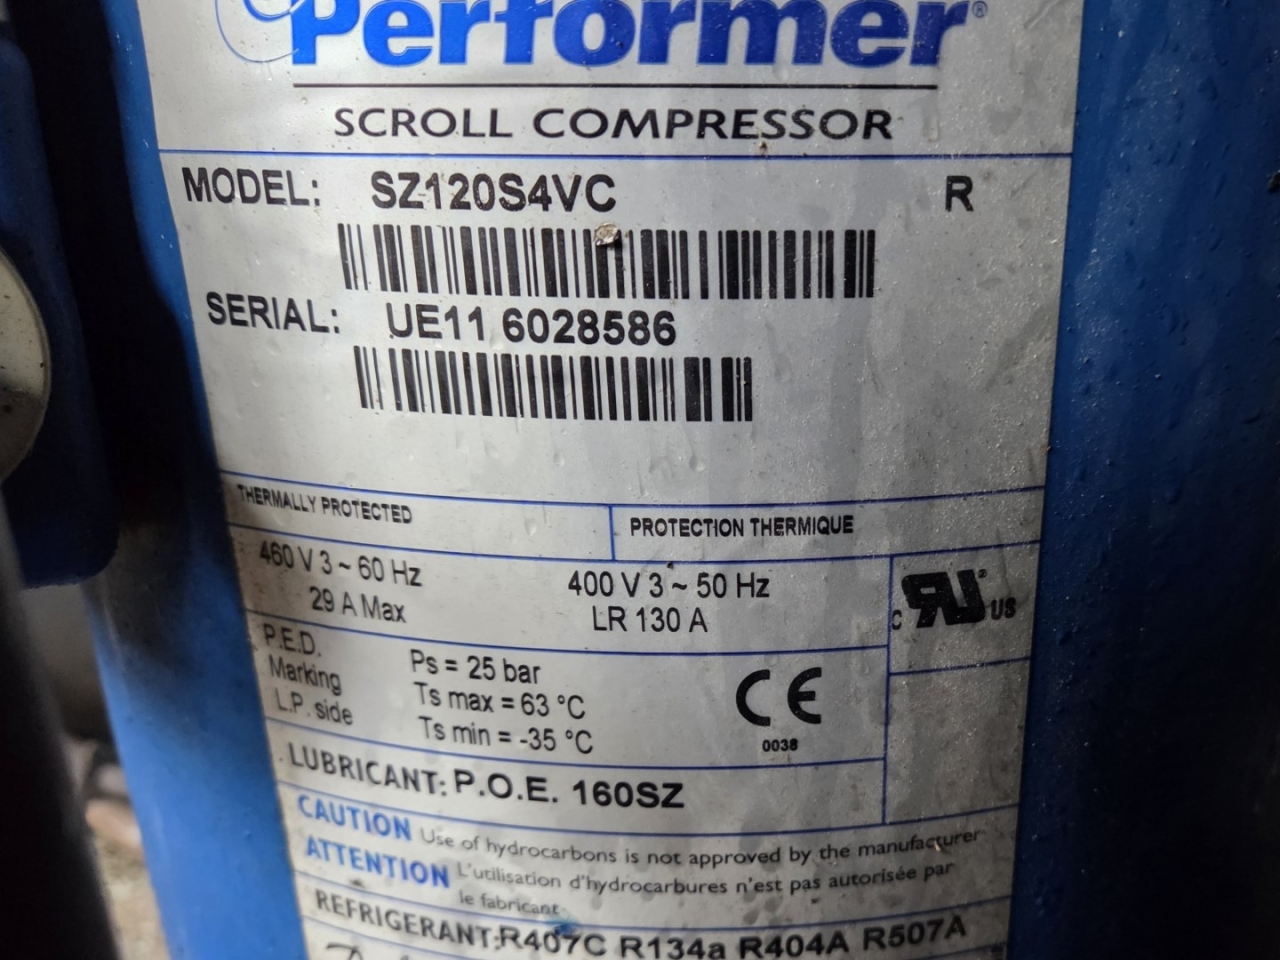 Performer®
SCROLL COMPRESSOR
MODEL: SZ120S4VC R
SERIAL: UE11 6028586
THERMALLY PROTECTED
PROTECTION THERMIQUE
460 V 3 ~ 60 Hz
29 A Max
400 V 3 ~ 50 Hz
LR 130 A
c RU ® US
P.E.D.
Marking
L.P. side
Ps = 25 bar
Ts max = 63 °C
Ts min = -35 °C
CE
0038
LUBRICANT: P.O.E. 160SZ
CAUTION Use of hydrocarbons is not approved by the manufacturer
ATTENTION L'utilisation d'hydrocarbures n'est pas autorisée par
le fabricant
REFRIGERANT:R407C R134a R404A R507A